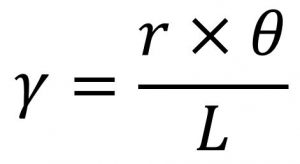 γ = r × θ / L